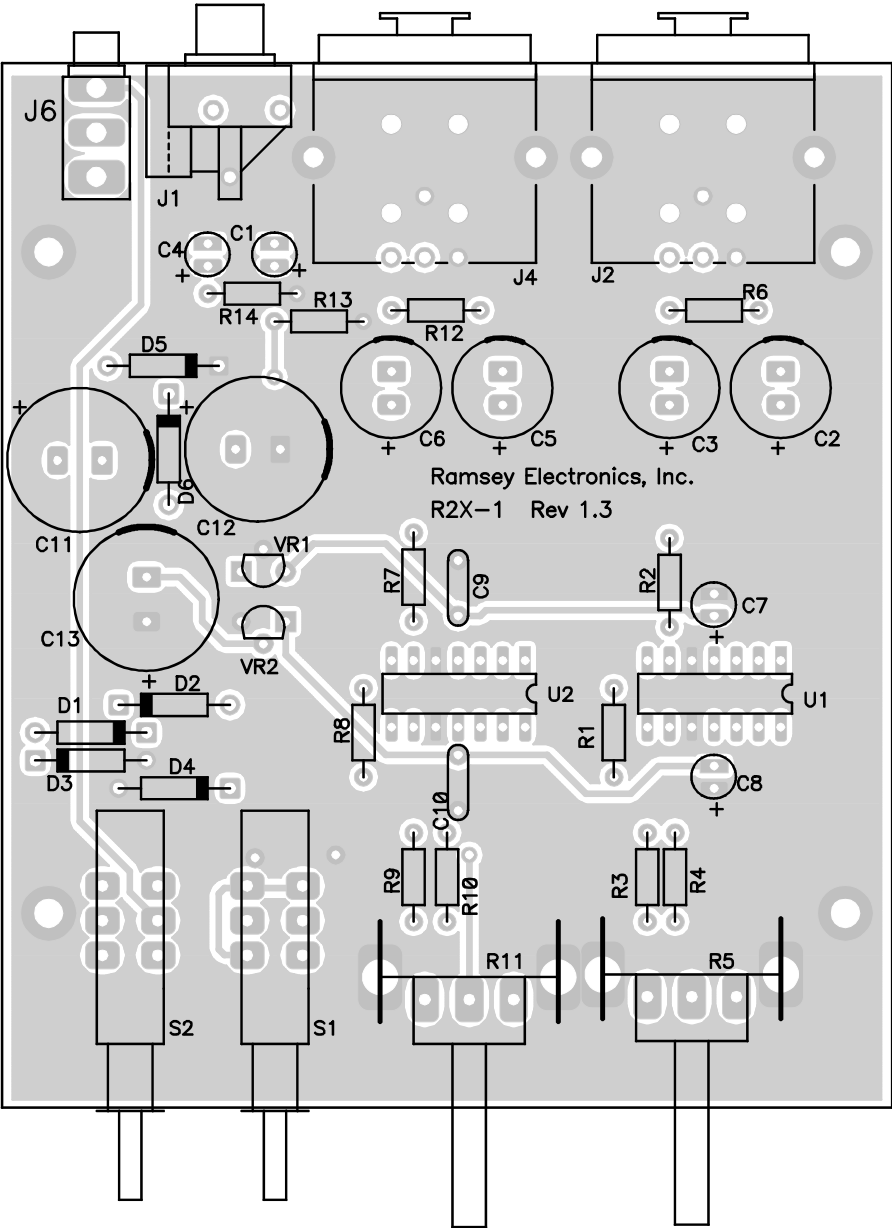 J6
J1
C4
C1
+
+
R14
R13
J4
J2
R12
R6
D5
+
+
D6
C11
C12
C6
C5
C3
C2
+
+
+
+
Ramsey Electronics, Inc.
R2X-1 Rev 1.3
VR1
R7
C9
R2
C7
+
C13
+
VR2
D2
D1
U2
U1
R8
R1
D3
D4
C10
C8
+
R9
R10
R3
R4
R11
R5
S2
S1